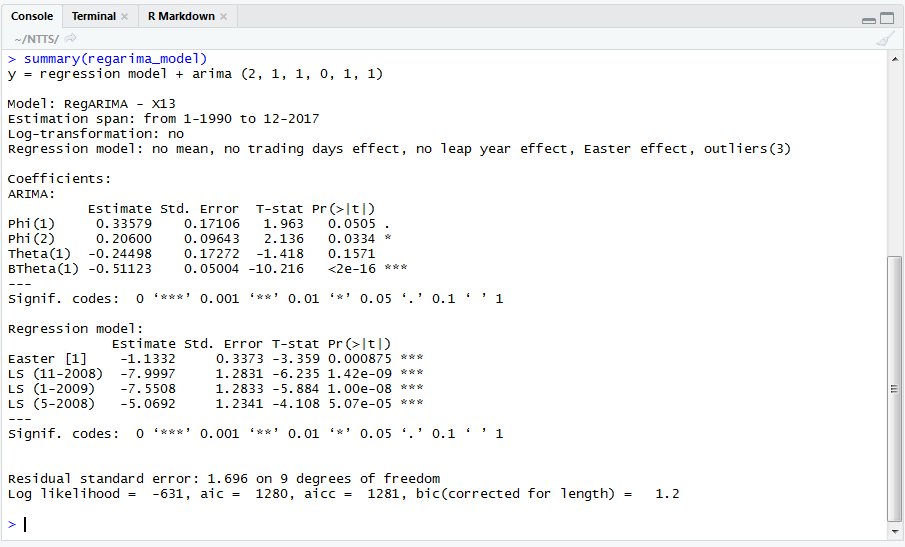 Console Terminal × R Markdown ×
~/NTTS/
> summary(regarima_model)
y = regression model + arima (2, 1, 1, 0, 1, 1)
Model: RegARIMA - X13
Estimation span: from 1-1990 to 12-2017
Log-transformation: no
Regression model: no mean, no trading days effect, no leap year effect, Easter effect, outliers(3)
Coefficients:
ARIMA:
Estimate Std. Error T-stat Pr(>|t|)
Phi(1) 0.33579 0.17106 1.963 0.0505 .
Phi(2) 0.20600 0.09643 2.136 0.0334 *
Theta(1) -0.24498 0.17272 -1.418 0.1571
BTheta(1) -0.51123 0.05004 -10.216 <2e-16 ***
---
Signif. codes: 0 ‘***’ 0.001 ‘**’ 0.01 ‘*’ 0.05 ‘.’ 0.1 ‘ ’ 1
Regression model:
Estimate Std. Error T-stat Pr(>|t|)
Easter [1] -1.1332 0.3373 -3.359 0.000875 ***
LS (11-2008) -7.9997 1.2831 -6.235 1.42e-09 ***
LS (1-2009) -7.5508 1.2833 -5.884 1.00e-08 ***
LS (5-2008) -5.0692 1.2341 -4.108 5.07e-05 ***
---
Signif. codes: 0 ‘***’ 0.001 ‘**’ 0.01 ‘*’ 0.05 ‘.’ 0.1 ‘ ’ 1
Residual standard error: 1.696 on 9 degrees of freedom
Log likelihood = -631, aic = 1280, aicc = 1281, bic(corrected for length) = 1.2
>